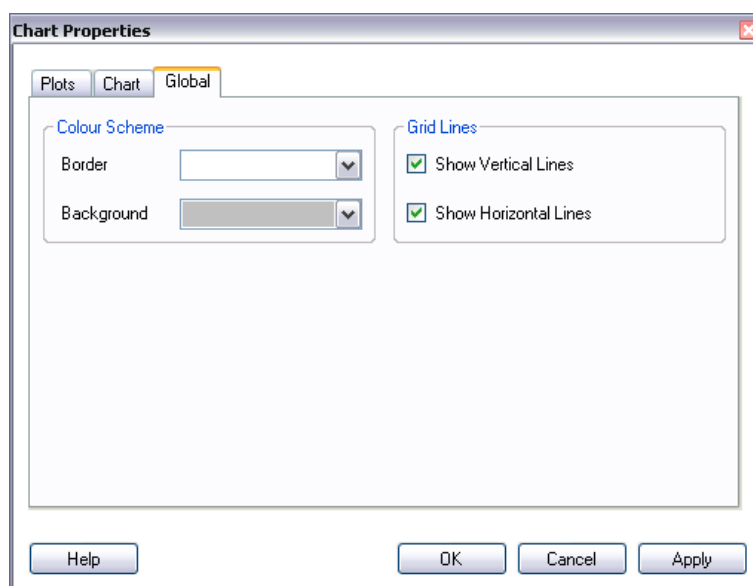 Chart Properties
Plots Chart Global
Colour Scheme Grid Lines
Border Show Vertical Lines
Background Show Horizontal Lines
Help OK Cancel Apply